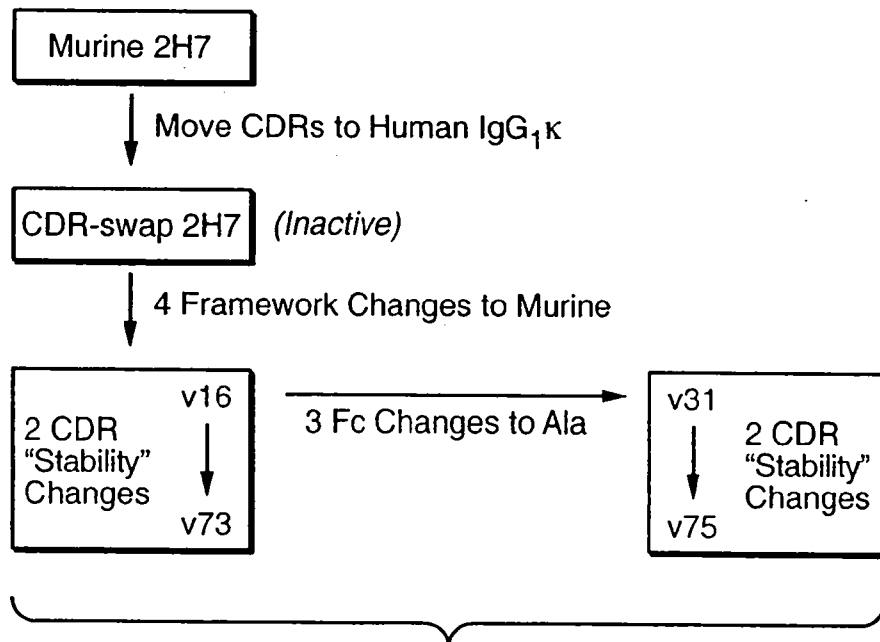 Murine 2H7
Move CDRs to Human IgG₁κ
CDR-swap 2H7 (Inactive)
4 Framework Changes to Murine
v16
2 CDR
“Stability”
Changes
v73
3 Fc Changes to Ala
v31
2 CDR
“Stability”
Changes
v75